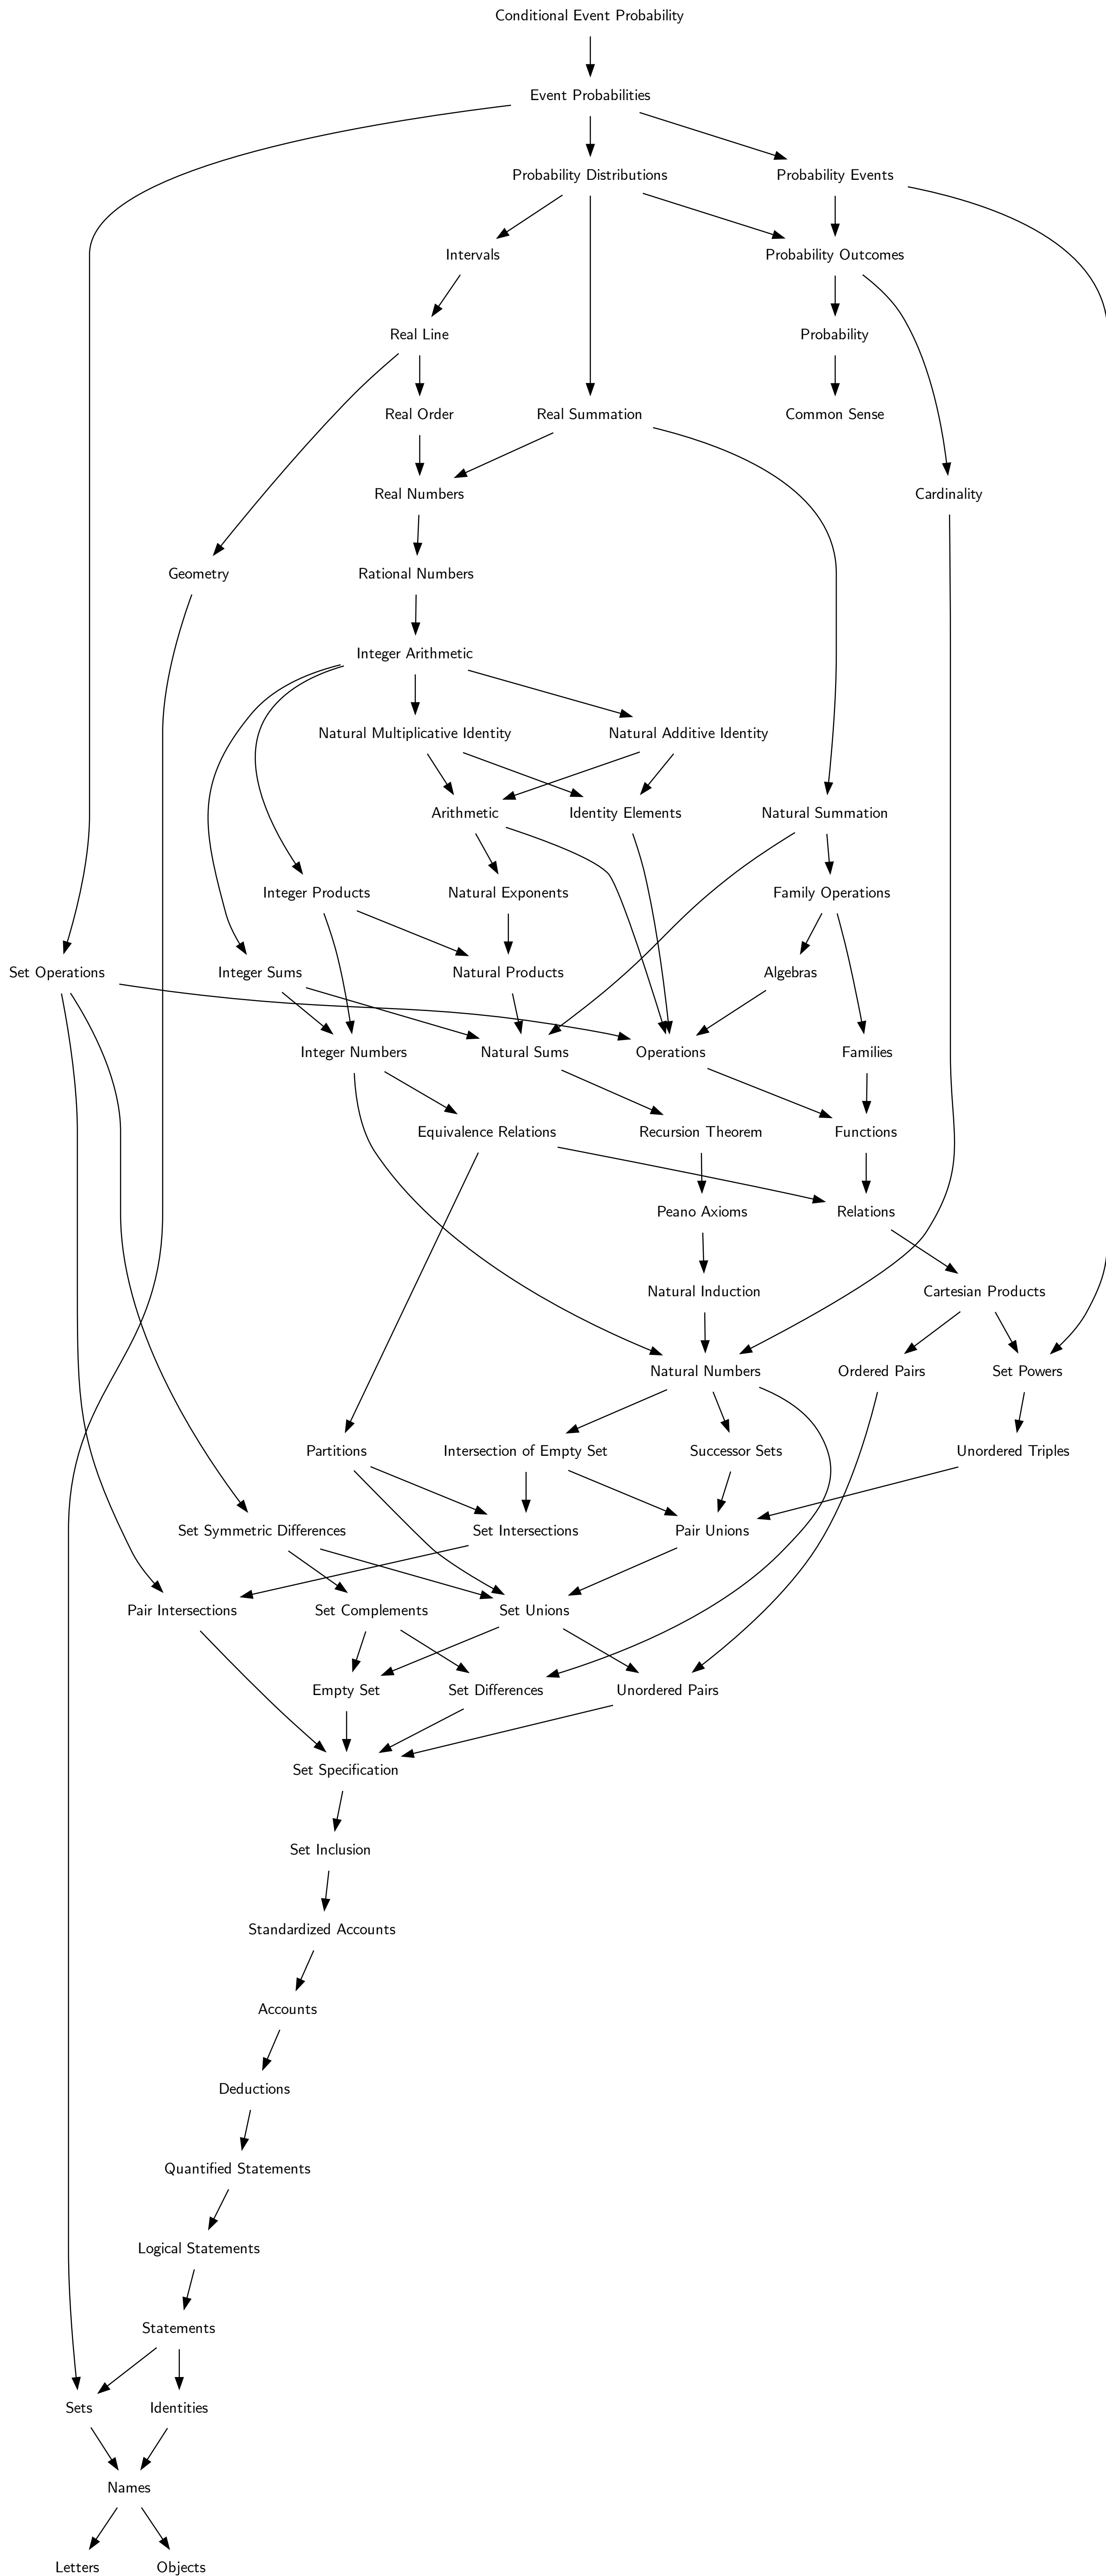 Conditional Event Probability
Event Probabilities
Probability Distributions
Probability Events
Intervals
Probability Outcomes
Real Line
Probability
Real Order
Real Summation
Common Sense
Real Numbers
Cardinality
Geometry
Rational Numbers
Integer Arithmetic
Natural Multiplicative Identity
Natural Additive Identity
Arithmetic
Identity Elements
Natural Summation
Integer Products
Natural Exponents
Family Operations
Set Operations
Integer Sums
Natural Products
Algebras
Integer Numbers
Natural Sums
Operations
Families
Equivalence Relations
Recursion Theorem
Functions
Peano Axioms
Relations
Natural Induction
Cartesian Products
Natural Numbers
Ordered Pairs
Set Powers
Partitions
Intersection of Empty Set
Successor Sets
Unordered Triples
Set Symmetric Differences
Set Intersections
Pair Unions
Pair Intersections
Set Complements
Set Unions
Empty Set
Set Differences
Unordered Pairs
Set Specification
Set Inclusion
Standardized Accounts
Accounts
Deductions
Quantified Statements
Logical Statements
Statements
Sets
Identities
Names
Letters
Objects